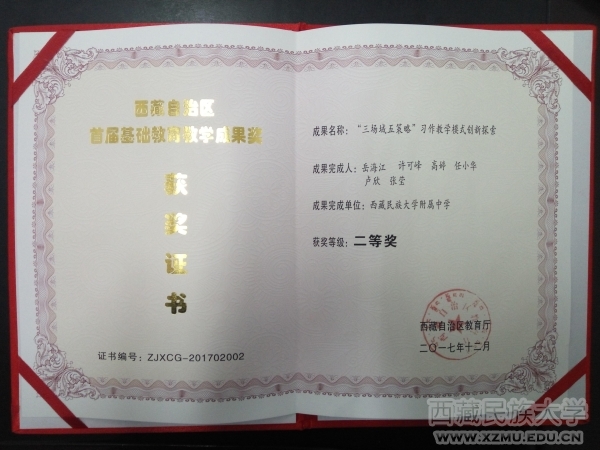 西藏自治区
首届基础教育教学成果奖
获
奖
证
书
证书编号：ZJXCG-201702002
成果名称：“三场域五策略”习作教学模式创新探索
成果完成人：岳海江 许可峰 高婷 任小华
卢欣 张莹
成果完成单位：西藏民族大学附属中学
获奖等级：二等奖
西藏自治区教育厅
二〇一七年十二月
西藏民族大学
WWW.XZMU.EDU.CN